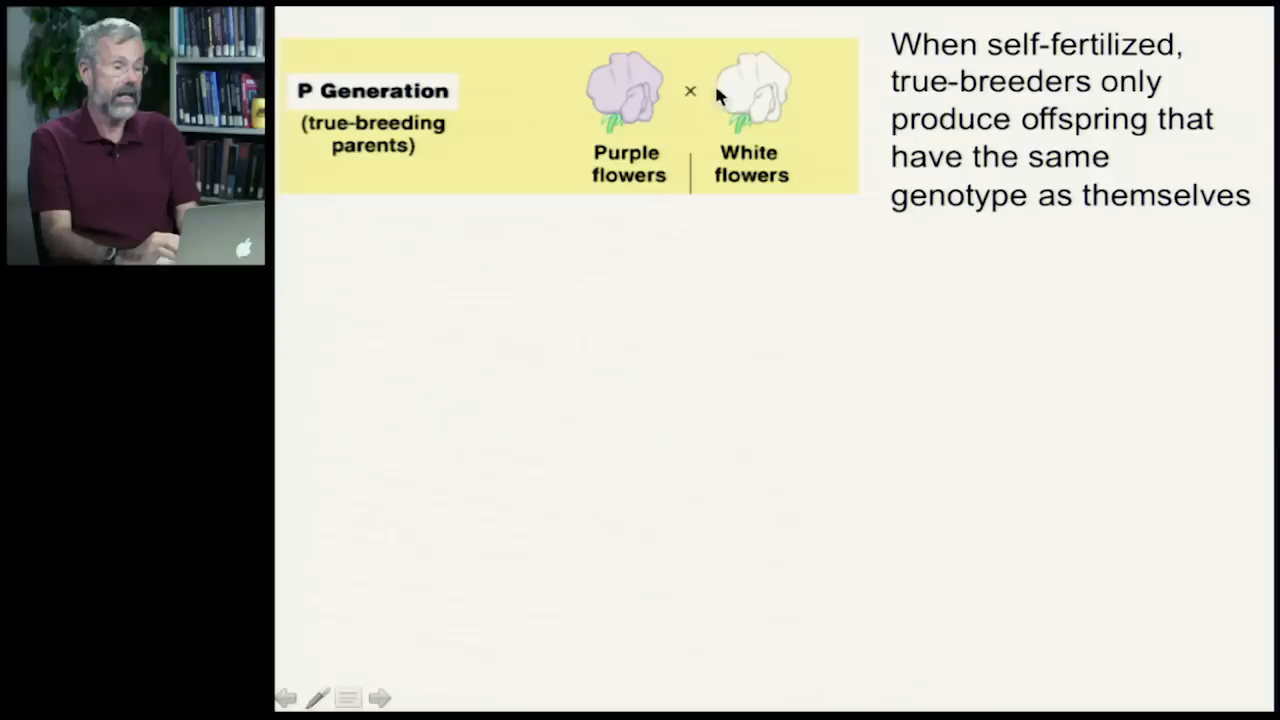 P Generation
(true-breeding
parents)
×
Purple
flowers
White
flowers
When self-fertilized,
true-breeders only
produce offspring that
have the same
genotype as themselves